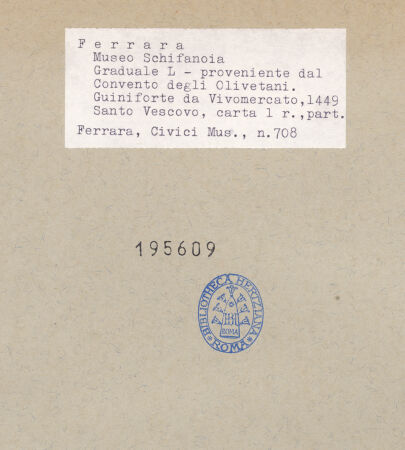 F e r r a r a
Museo Schifanoia
Graduale L - proveniente dal
Convento degli Olivetani.
Guiniforte da Vivomercato,1449
Santo Vescovo, carta 1 r.,part.
Ferrara, Civici Mus., n.708
195609
BIBLIOTHECA HERTZIANA
ROMA
ROMA